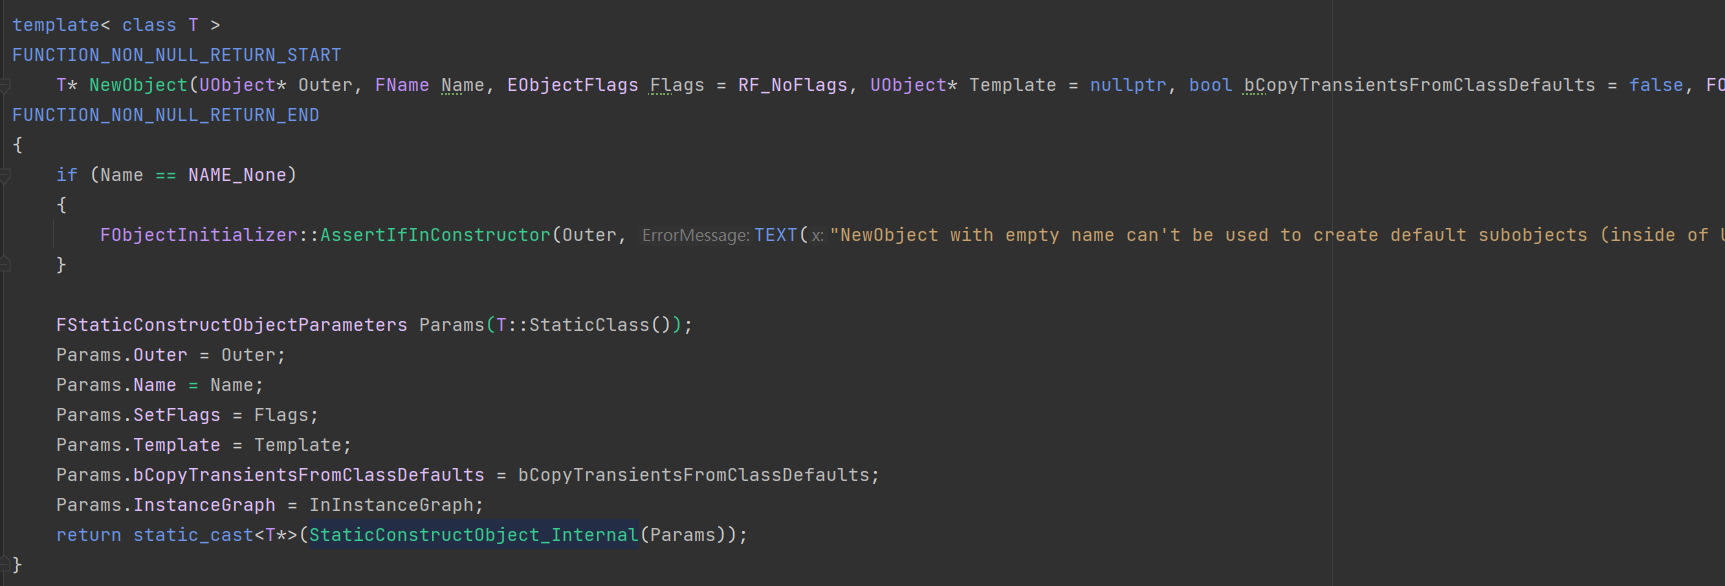 template< class T >
FUNCTION_NON_NULL_RETURN_START
    T* NewObject(UObject* Outer, FName Name, EObjectFlags Flags = RF_NoFlags, UObject* Template = nullptr, bool bCopyTransientsFromClassDefaults = false, FO
FUNCTION_NON_NULL_RETURN_END
{
    if (Name == NAME_None)
    {
        FObjectInitializer::AssertIfInConstructor(Outer, ErrorMessage: TEXT( x: "NewObject with empty name can't be used to create default subobjects (inside of U
    }

    FStaticConstructObjectParameters Params(T::StaticClass());
    Params.Outer = Outer;
    Params.Name = Name;
    Params.SetFlags = Flags;
    Params.Template = Template;
    Params.bCopyTransientsFromClassDefaults = bCopyTransientsFromClassDefaults;
    Params.InstanceGraph = InInstanceGraph;
    return static_cast<T*>(StaticConstructObject_Internal(Params));
}